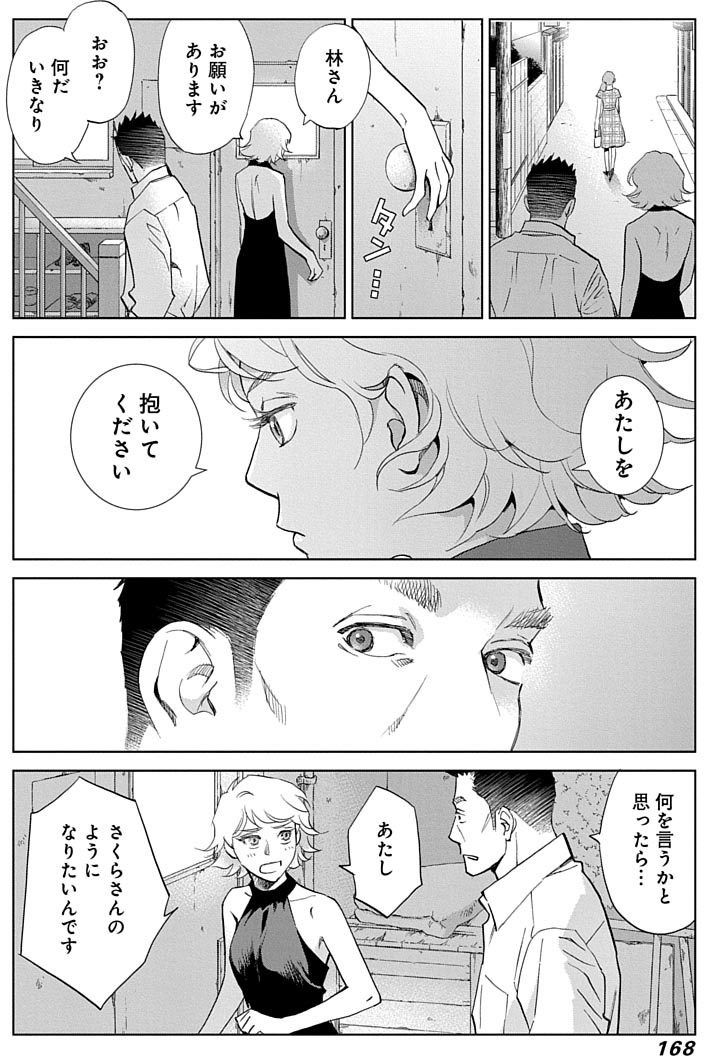 タン…
林さん
お願いが
あります
おお?
何だ
いきなり
あたしを
抱いて
ください
何を言うかと
思ったら…
あたし
さくらさんの
ように
なりたいんです
168